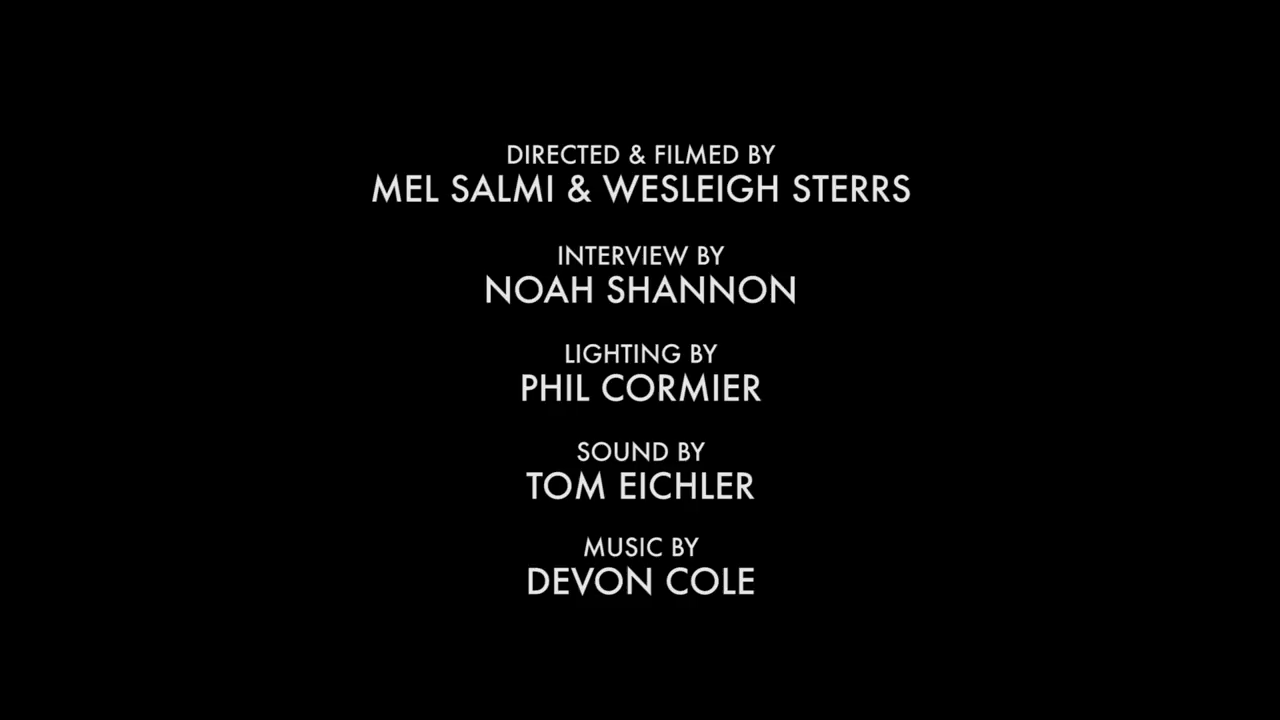 DIRECTED & FILMED BY
MEL SALMI & WESLEIGH STERRS
INTERVIEW BY
NOAH SHANNON
LIGHTING BY
PHIL CORMIER
SOUND BY
TOM EICHLER
MUSIC BY
DEVON COLE